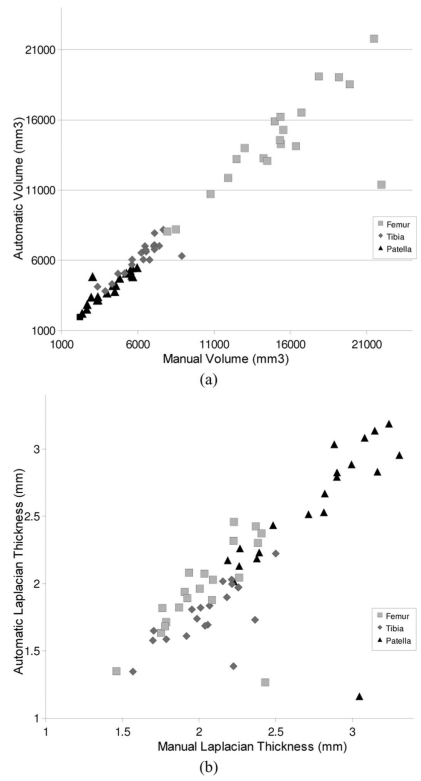 21000
16000
11000
6000
1000
Automatic Volume (mm3)
Femur
Tibia
Patella
1000 6000 11000 16000 21000
Manual Volume (mm3)
(a)
3
2.5
2
1.5
1
Automatic Laplacian Thickness (mm)
Femur
Tibia
Patella
1 1.5 2 2.5 3
Manual Laplacian Thickness (mm)
(b)